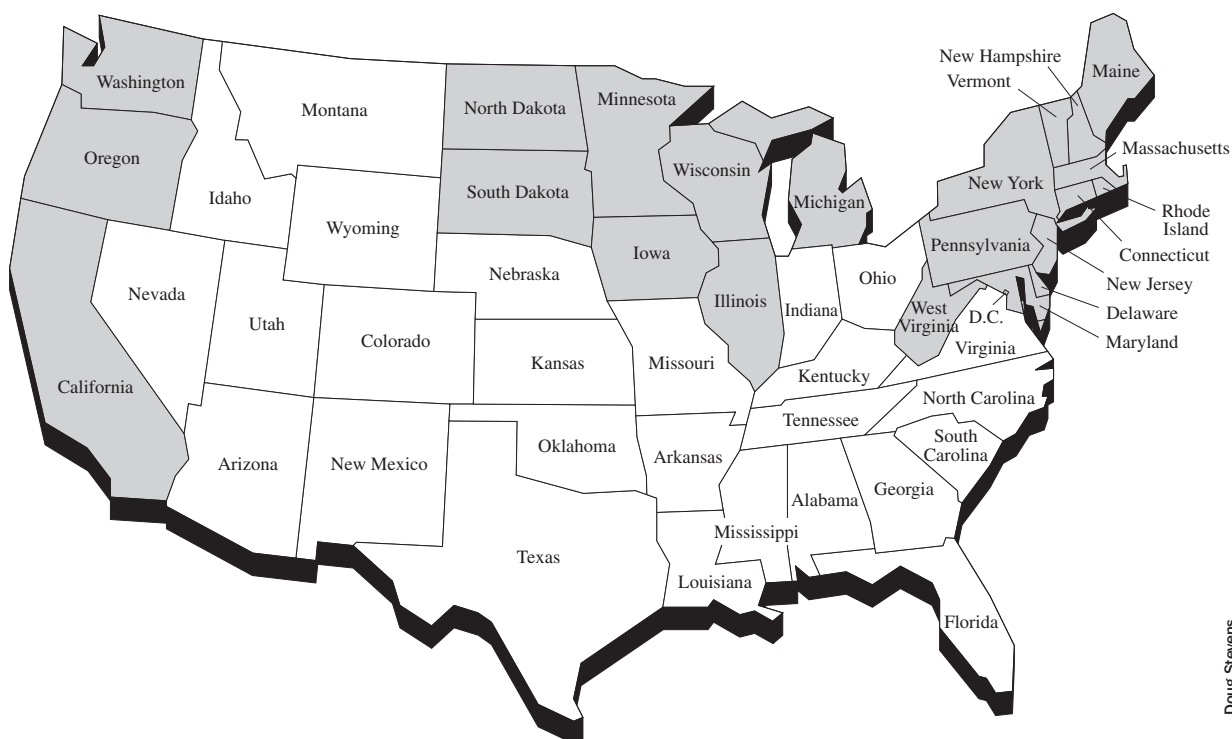 New Hampshire
Vermont
Maine
Washington
Montana
North Dakota
Minnesota
Oregon
Idaho
South Dakota
Wisconsin
Michigan
New York
Massachusetts
Rhode
Island
Connecticut
Wyoming
Iowa
Pennsylvania
New Jersey
Nebraska
Ohio
Nevada
Utah
Illinois
Indiana
West
Virginia
D.C.
Delaware
Maryland
Colorado
Kansas
Missouri
Virginia
Kentucky
California
North Carolina
Tennessee
South
Carolina
Oklahoma
Arkansas
Arizona
New Mexico
Georgia
Alabama
Mississippi
Texas
Louisiana
Florida
Doug Stevens